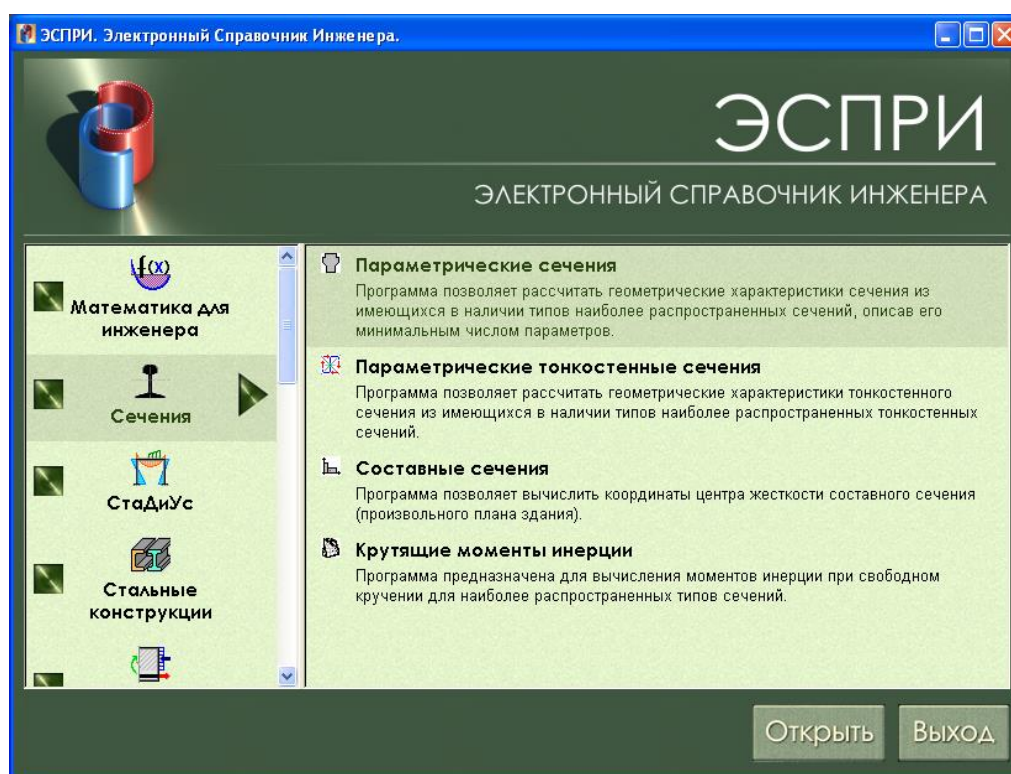 ЭСПРИ. Электронный Справочник Инженера.
ЭСПРИ
ЭЛЕКТРОННЫЙ СПРАВОЧНИК ИНЖЕНЕРА
f(x)
Математика для
инженера
Сечения
СтаДиУс
Стальные
конструкции
Параметрические сечения
Программа позволяет рассчитать геометрические характеристики сечения из
имеющихся в наличии типов наиболее распространенных сечений, описав его
минимальным числом параметров.
Параметрические тонкостенные сечения
Программа позволяет рассчитать геометрические характеристики тонкостенного
сечения из имеющихся в наличии типов наиболее распространенных тонкостенных
сечений.
Составные сечения
Программа позволяет вычислить координаты центра жесткости составного сечения
(произвольного плана здания).
Крутящие моменты инерции
Программа предназначена для вычисления моментов инерции при свободном
кручении для наиболее распространенных типов сечений.
Открыть
Выход